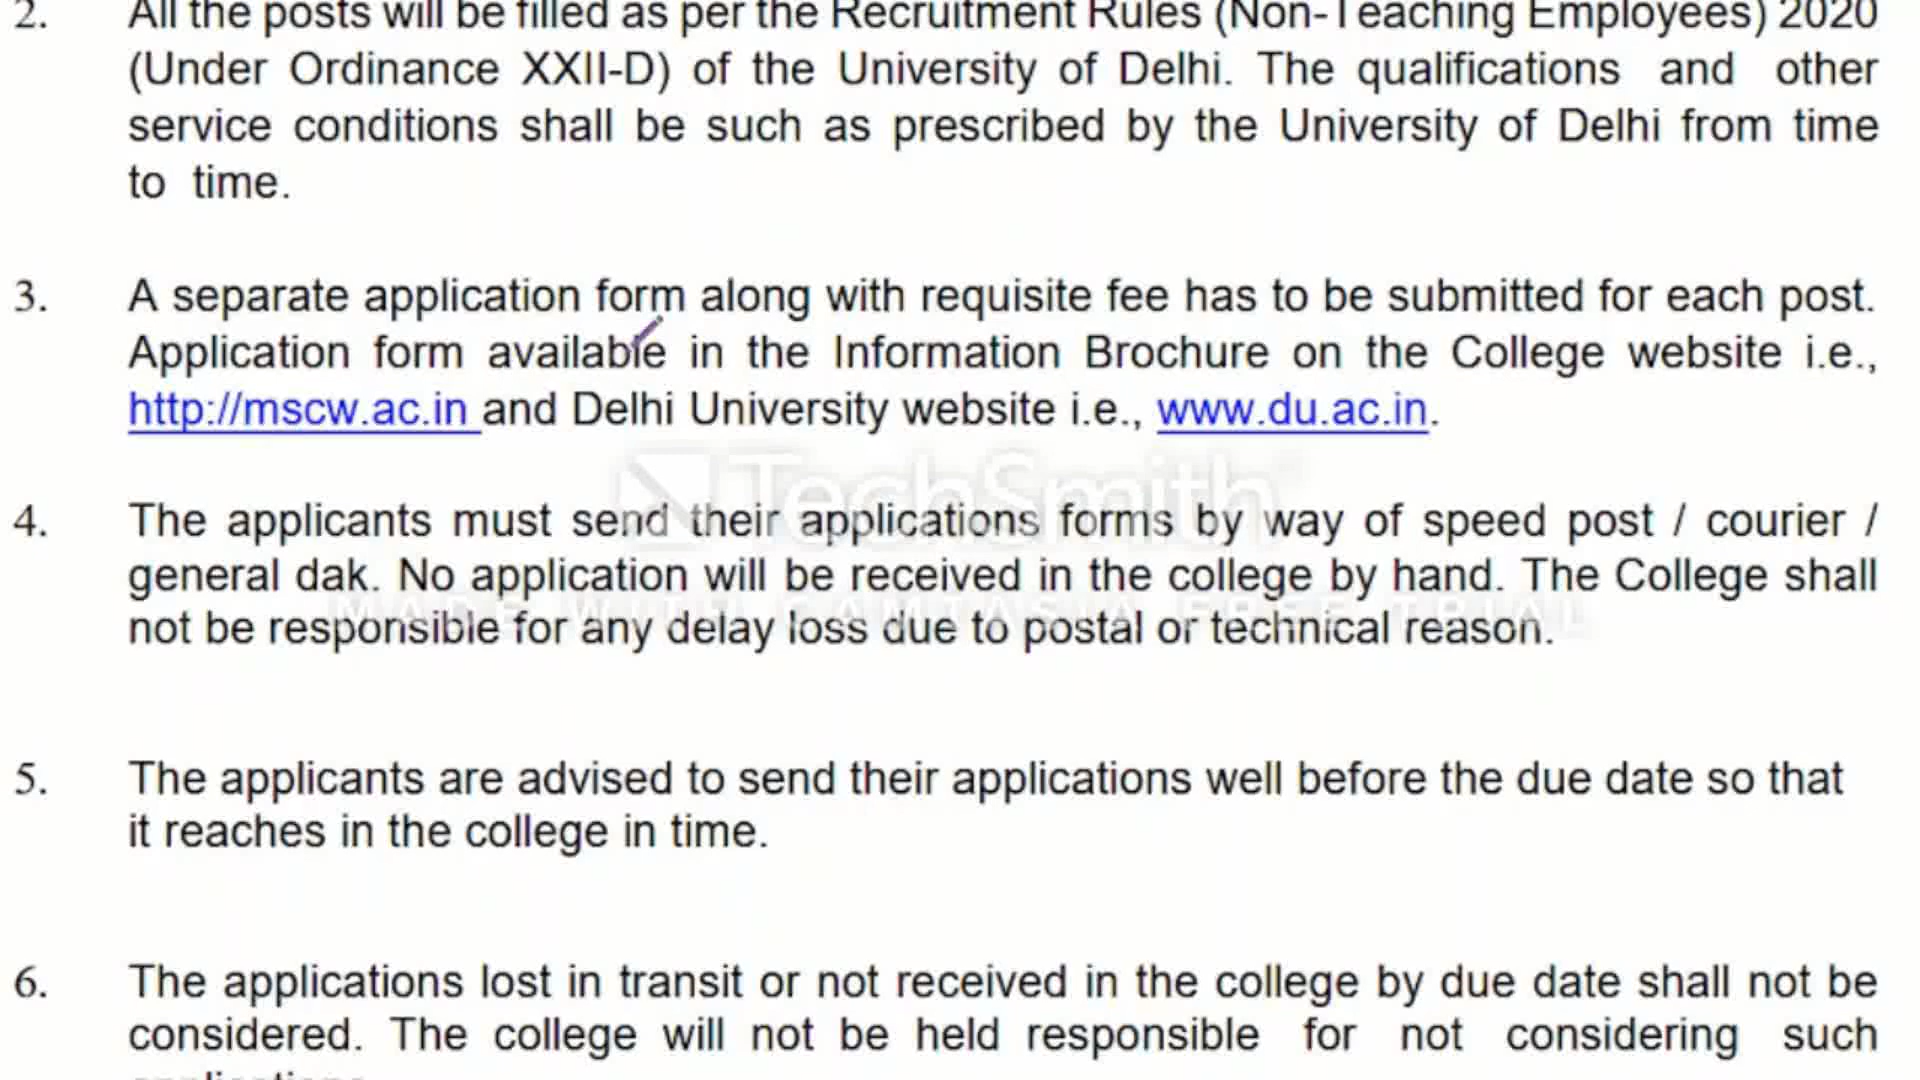 2. All the posts will be filled as per the Recruitment Rules (Non-Teaching Employees) 2020
(Under Ordinance XXII-D) of the University of Delhi. The qualifications and other
service conditions shall be such as prescribed by the University of Delhi from time
to time.
3. A separate application form along with requisite fee has to be submitted for each post.
Application form available in the Information Brochure on the College website i.e.,
http://mscw.ac.in and Delhi University website i.e., www.du.ac.in.
TechSmith
4. The applicants must send their applications forms by way of speed post / courier /
general dak. No application will be received in the college by hand. The College shall
MADE WITH CAMTASIA FREE TRIAL
not be responsible for any delay loss due to postal or technical reason.
5. The applicants are advised to send their applications well before the due date so that
it reaches in the college in time.
6. The applications lost in transit or not received in the college by due date shall not be
considered. The college will not be held responsible for not considering such